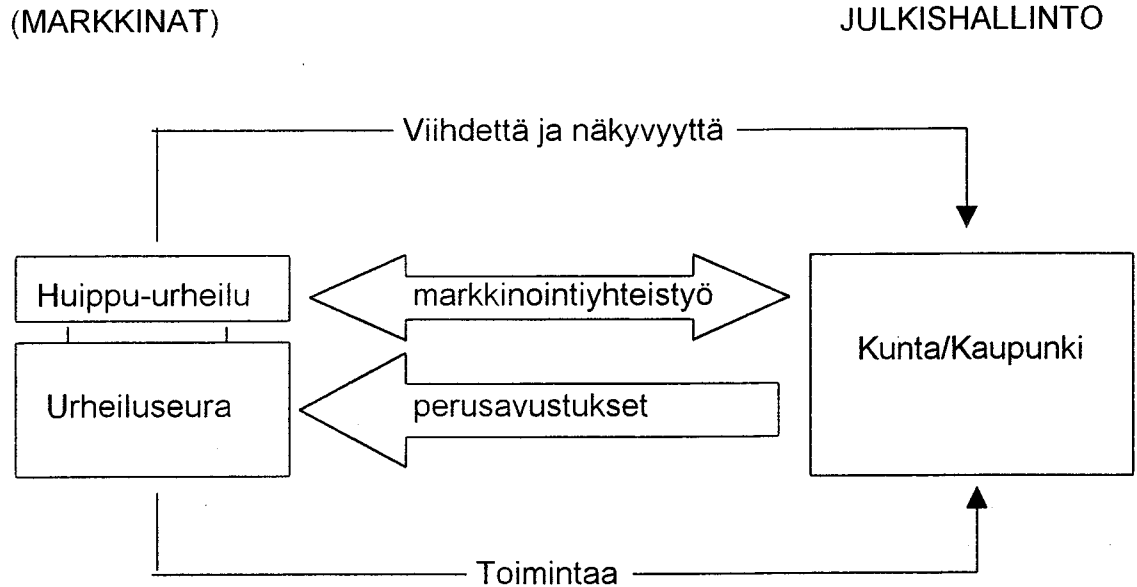 (MARKKINAT) JULKISHALLINTO
Viihdettä ja näkyvyyttä
Huippu-urheilu markkinointiyhteistyö
Kunta/Kaupunki
Urheiluseura perusavustukset
Toimintaa